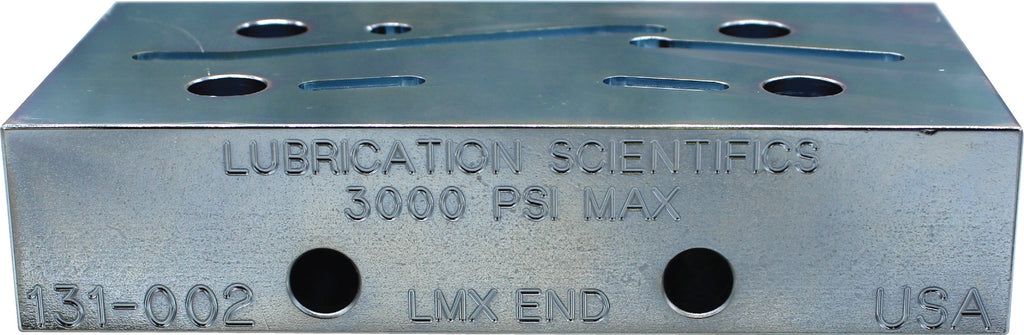 LUBRICATION SCIENTIFICS
3000 PSI MAX
131-002 LMX END USA